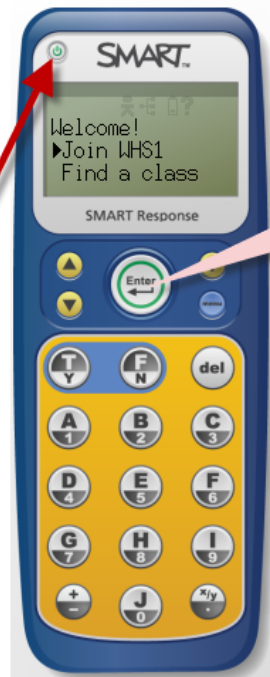 SMART
?
Welcome!
▶Join WHS1
Find a class
SMART Response
Enter
T F
Y N
del
A B C
1 2 3
D E F
4 5 6
G H I
7 8 9
+ J x/y
− 0 .